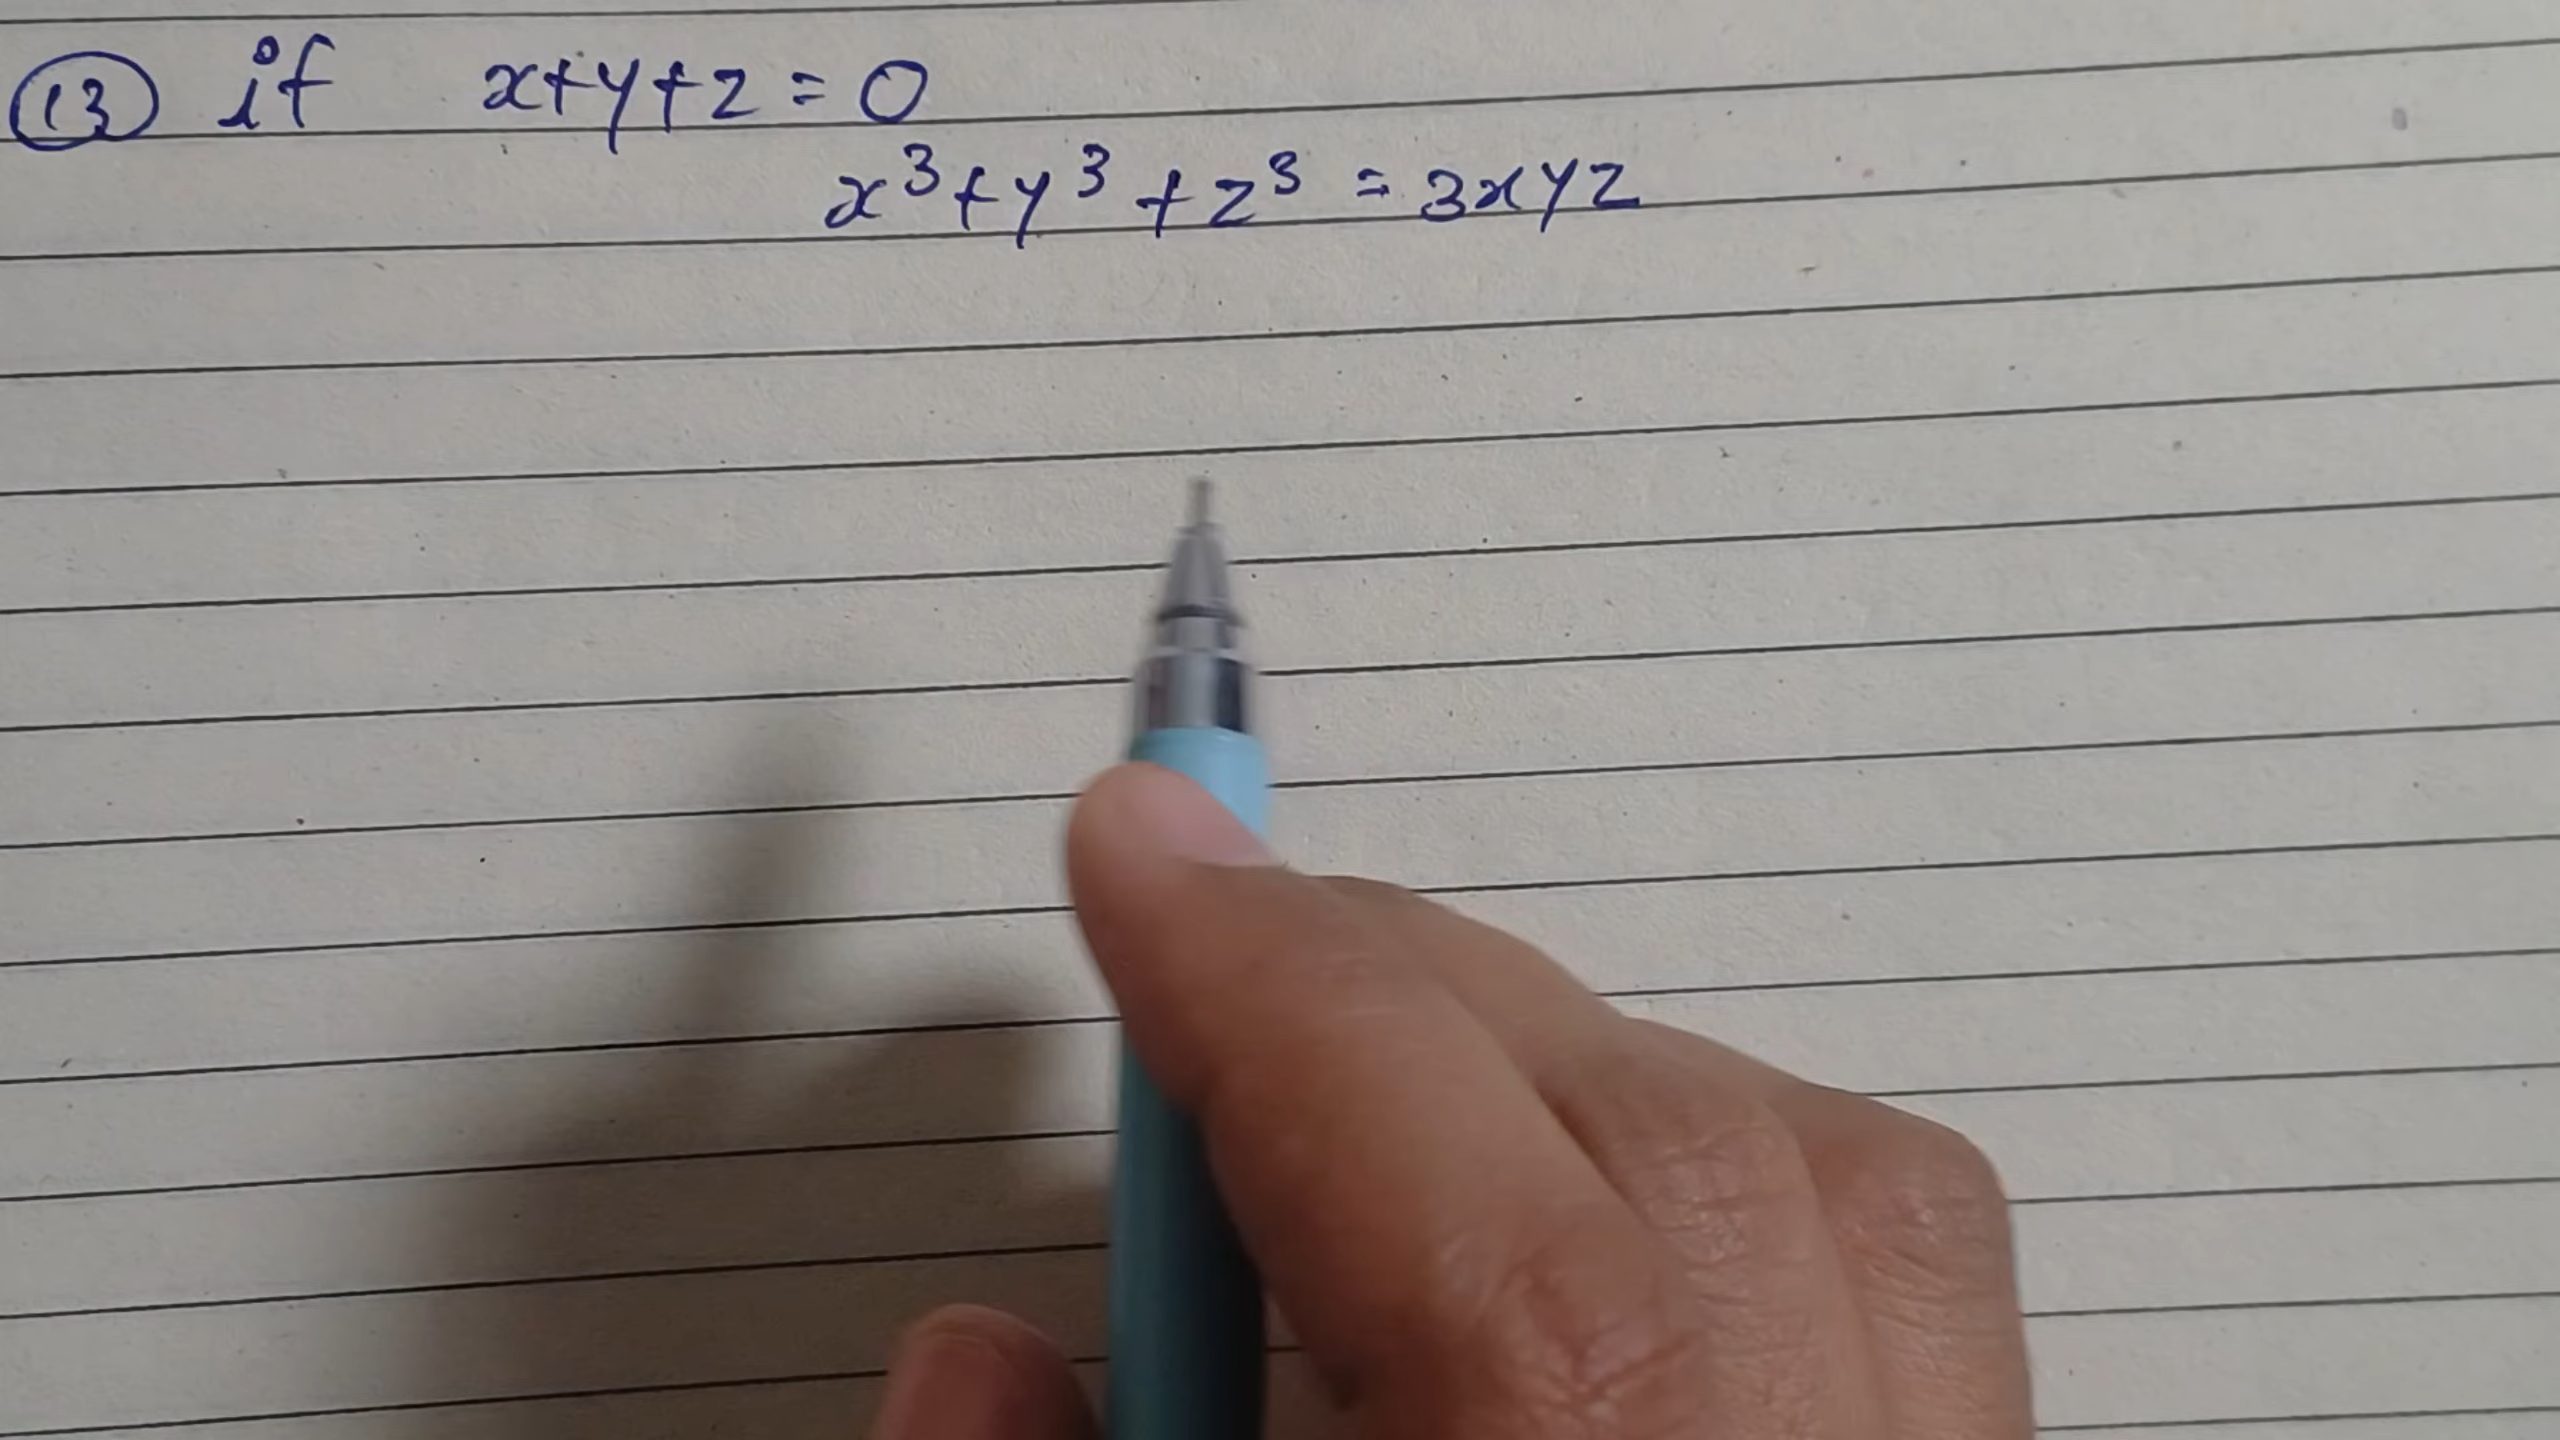 (13) if x+y+z=0
x³+y³+z³ = 3xyz